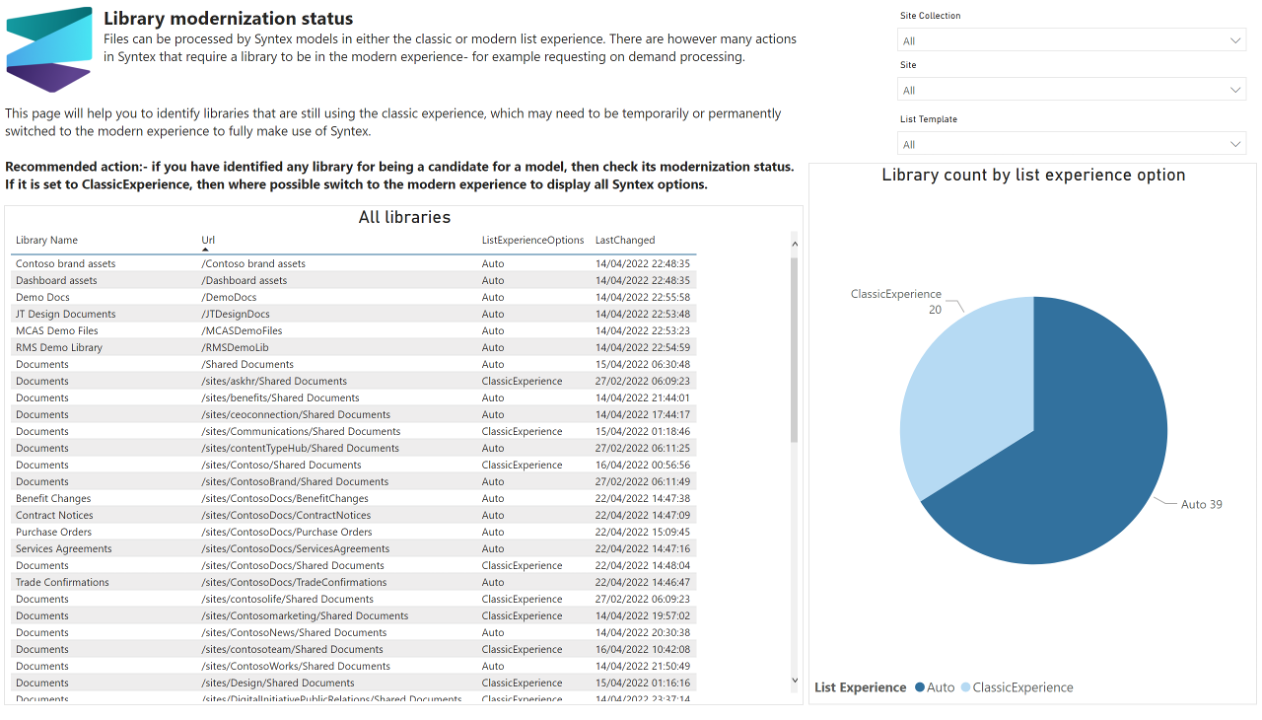 Library modernization status
Files can be processed by Syntex models in either the classic or modern list experience. There are however many actions
in Syntex that require a library to be in the modern experience- for example requesting on demand processing.
This page will help you to identify libraries that are still using the classic experience, which may need to be temporarily or permanently
switched to the modern experience to fully make use of Syntex.
Recommended action:- if you have identified any library for being a candidate for a model, then check its modernization status.
If it is set to ClassicExperience, then where possible switch to the modern experience to display all Syntex options.
Site Collection
All
Site
All
List Template
All
All libraries
Library Name Url ListExperienceOptions LastChanged
Contoso brand assets /Contoso brand assets Auto 14/04/2022 22:48:35
Dashboard assets /Dashboard assets Auto 14/04/2022 22:48:35
Demo Docs /DemoDocs Auto 14/04/2022 22:55:58
JT Design Documents /JTDesignDocs Auto 14/04/2022 22:53:48
MCAS Demo Files /MCASDemoFiles Auto 14/04/2022 22:53:23
RMS Demo Library /RMSDemoLib Auto 14/04/2022 22:54:59
Documents /Shared Documents Auto 15/04/2022 06:30:48
Documents /sites/askhr/Shared Documents ClassicExperience 27/02/2022 06:09:23
Documents /sites/benefits/Shared Documents Auto 14/04/2022 21:44:01
Documents /sites/ceoconnection/Shared Documents Auto 14/04/2022 17:44:17
Documents /sites/Communications/Shared Documents ClassicExperience 15/04/2022 01:18:46
Documents /sites/contentTypeHub/Shared Documents Auto 27/02/2022 06:11:25
Documents /sites/Contoso/Shared Documents ClassicExperience 16/04/2022 00:56:56
Documents /sites/ContosoBrand/Shared Documents Auto 27/02/2022 06:11:49
Benefit Changes /sites/ContosoDocs/BenefitChanges Auto 22/04/2022 14:47:38
Contract Notices /sites/ContosoDocs/ContractNotices Auto 22/04/2022 14:47:09
Purchase Orders /sites/ContosoDocs/Purchase Orders Auto 22/04/2022 15:09:45
Services Agreements /sites/ContosoDocs/ServicesAgreements Auto 22/04/2022 14:47:16
Documents /sites/ContosoDocs/Shared Documents ClassicExperience 22/04/2022 14:48:04
Trade Confirmations /sites/ContosoDocs/TradeConfirmations Auto 22/04/2022 14:46:47
Documents /sites/contosolife/Shared Documents ClassicExperience 27/02/2022 06:09:23
Documents /sites/Contosomarketing/Shared Documents ClassicExperience 14/04/2022 19:57:02
Documents /sites/ContosoNews/Shared Documents Auto 14/04/2022 20:30:38
Documents /sites/contosoteam/Shared Documents ClassicExperience 16/04/2022 10:42:08
Documents /sites/ContosoWorks/Shared Documents Auto 14/04/2022 21:50:49
Documents /sites/Design/Shared Documents ClassicExperience 15/04/2022 01:16:16
Documents /sites/DigitalInitiativePublicRelations/Shared Documents ClassicExperience 14/04/2022 23:37:14
Library count by list experience option
ClassicExperience
20
Auto 39
List Experience Auto ClassicExperience